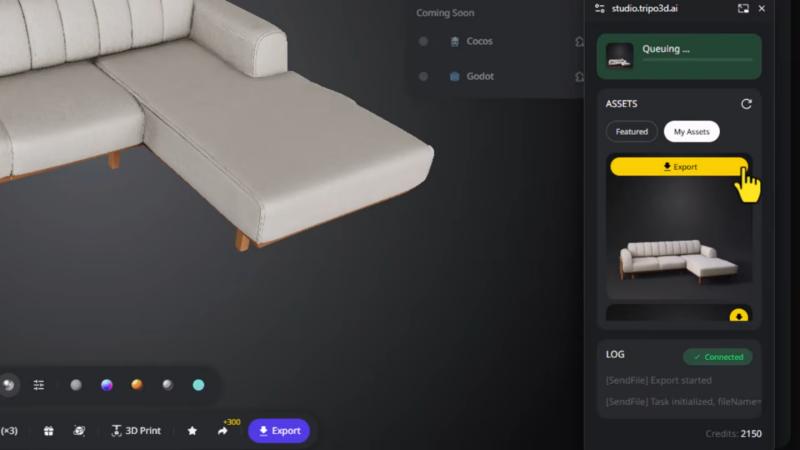 Coming Soon
Cocos
Godot
(×3)
3D Print
+300
Export
studio.tripo3d.ai
Queuing ...
ASSETS
Featured
My Assets
Export
LOG
Connected
[SendFile] Export started
[SendFile] Task initialized, fileName=
Credits: 2150